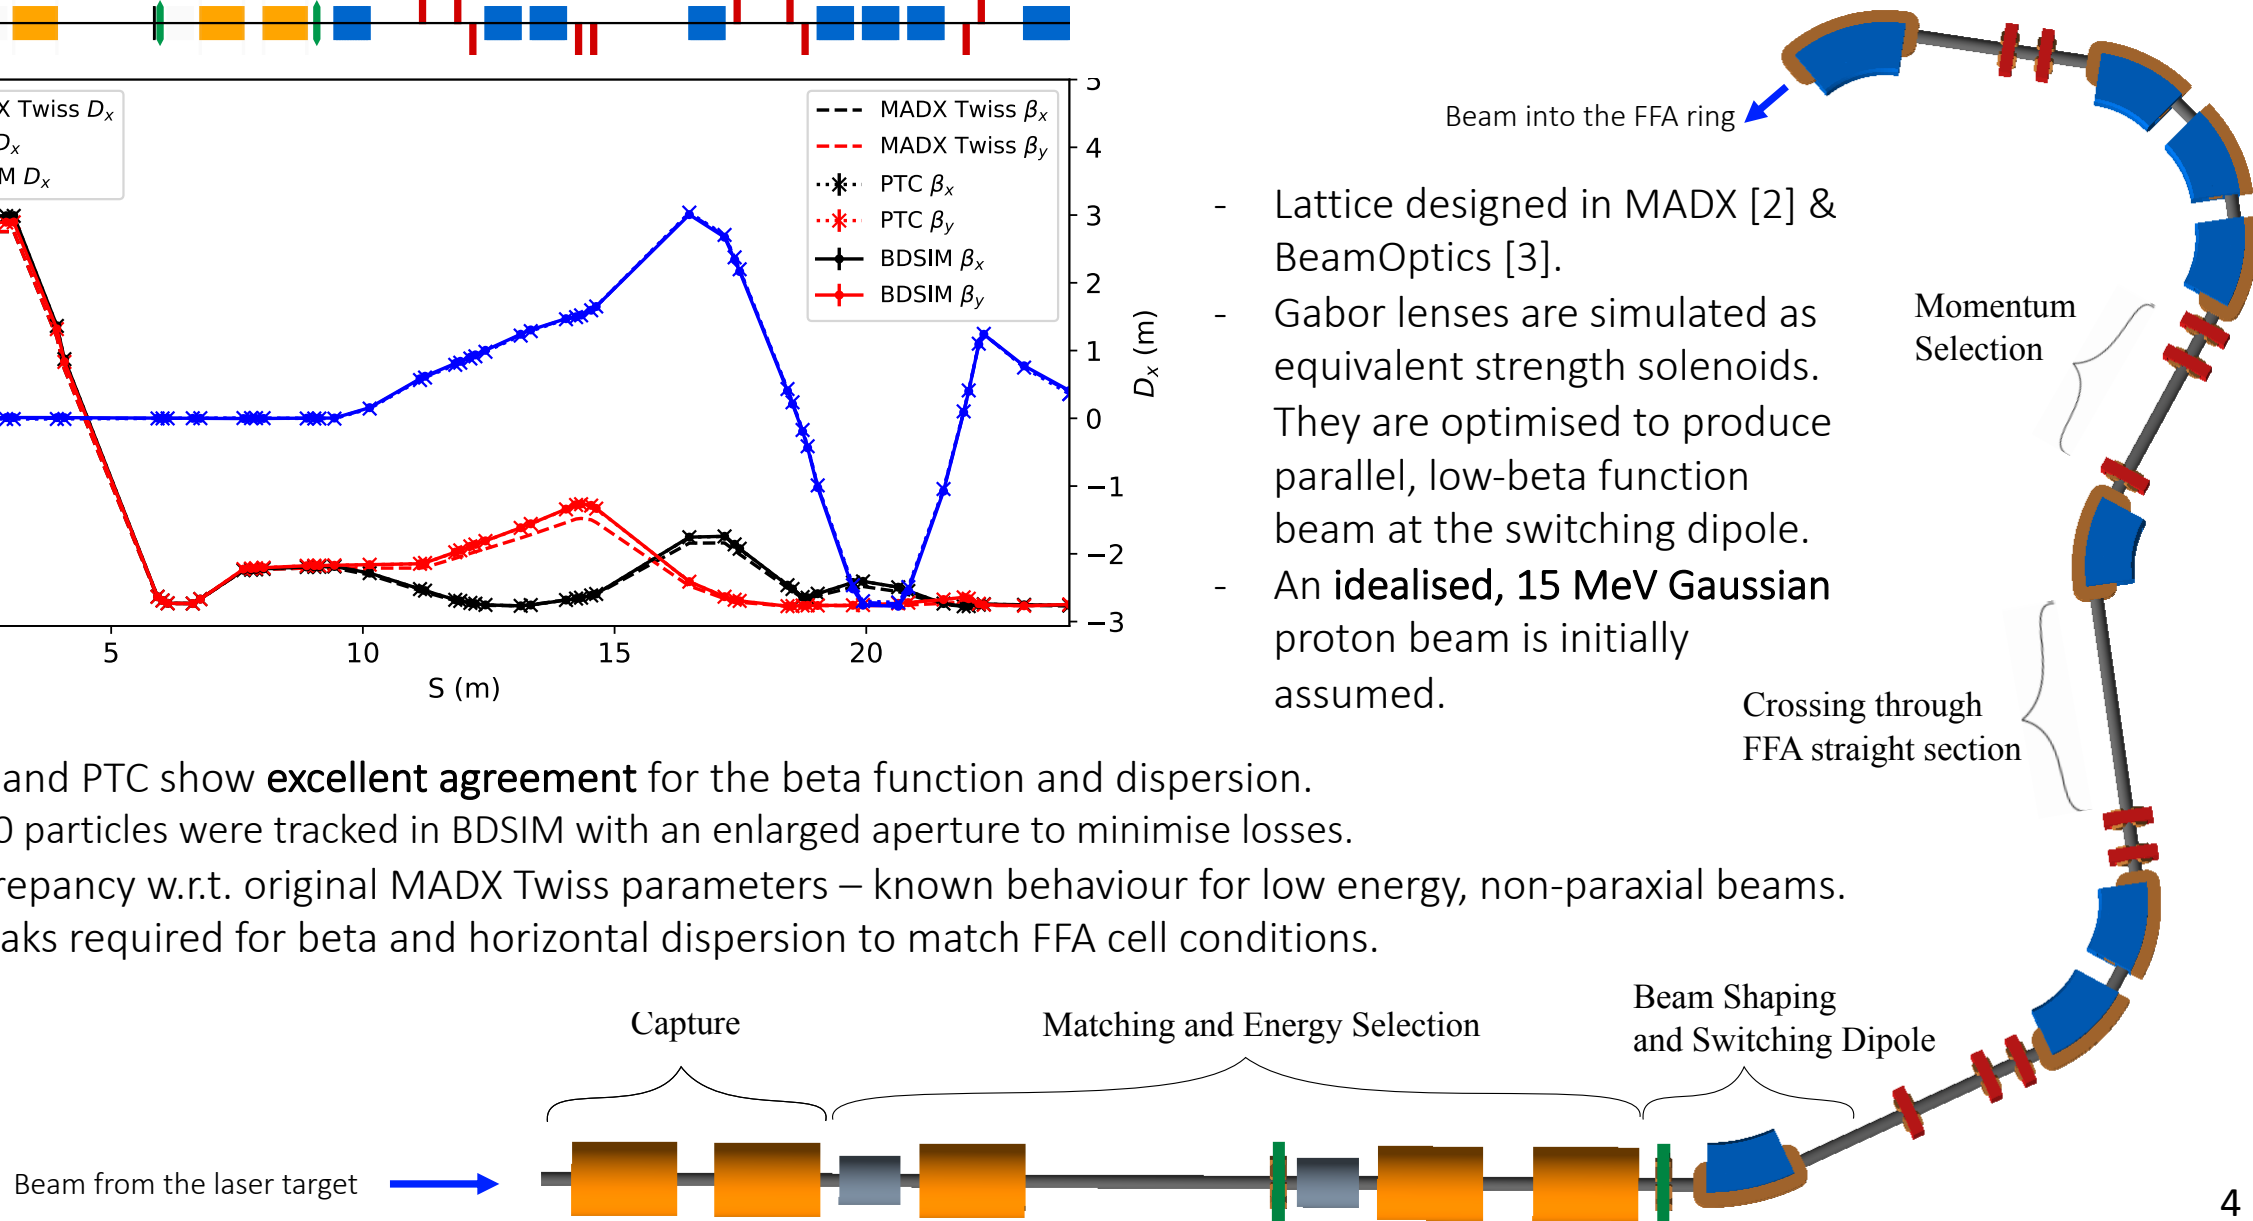 X Twiss Dx
Dx
M Dx
MADX Twiss βx
MADX Twiss βy
PTC βx
PTC βy
BDSIM βx
BDSIM βy
5
4
3
2
1
0
−1
−2
−3
Dx (m)
5 10 15 20
S (m)
Beam into the FFA ring
- Lattice designed in MADX [2] &
BeamOptics [3].
- Gabor lenses are simulated as
equivalent strength solenoids.
They are optimised to produce
parallel, low-beta function
beam at the switching dipole.
- An idealised, 15 MeV Gaussian
proton beam is initially
assumed.
Momentum
Selection
Crossing through
FFA straight section
and PTC show excellent agreement for the beta function and dispersion.
0 particles were tracked in BDSIM with an enlarged aperture to minimise losses.
repancy w.r.t. original MADX Twiss parameters – known behaviour for low energy, non-paraxial beams.
aks required for beta and horizontal dispersion to match FFA cell conditions.
Capture
Matching and Energy Selection
Beam Shaping
and Switching Dipole
Beam from the laser target
4